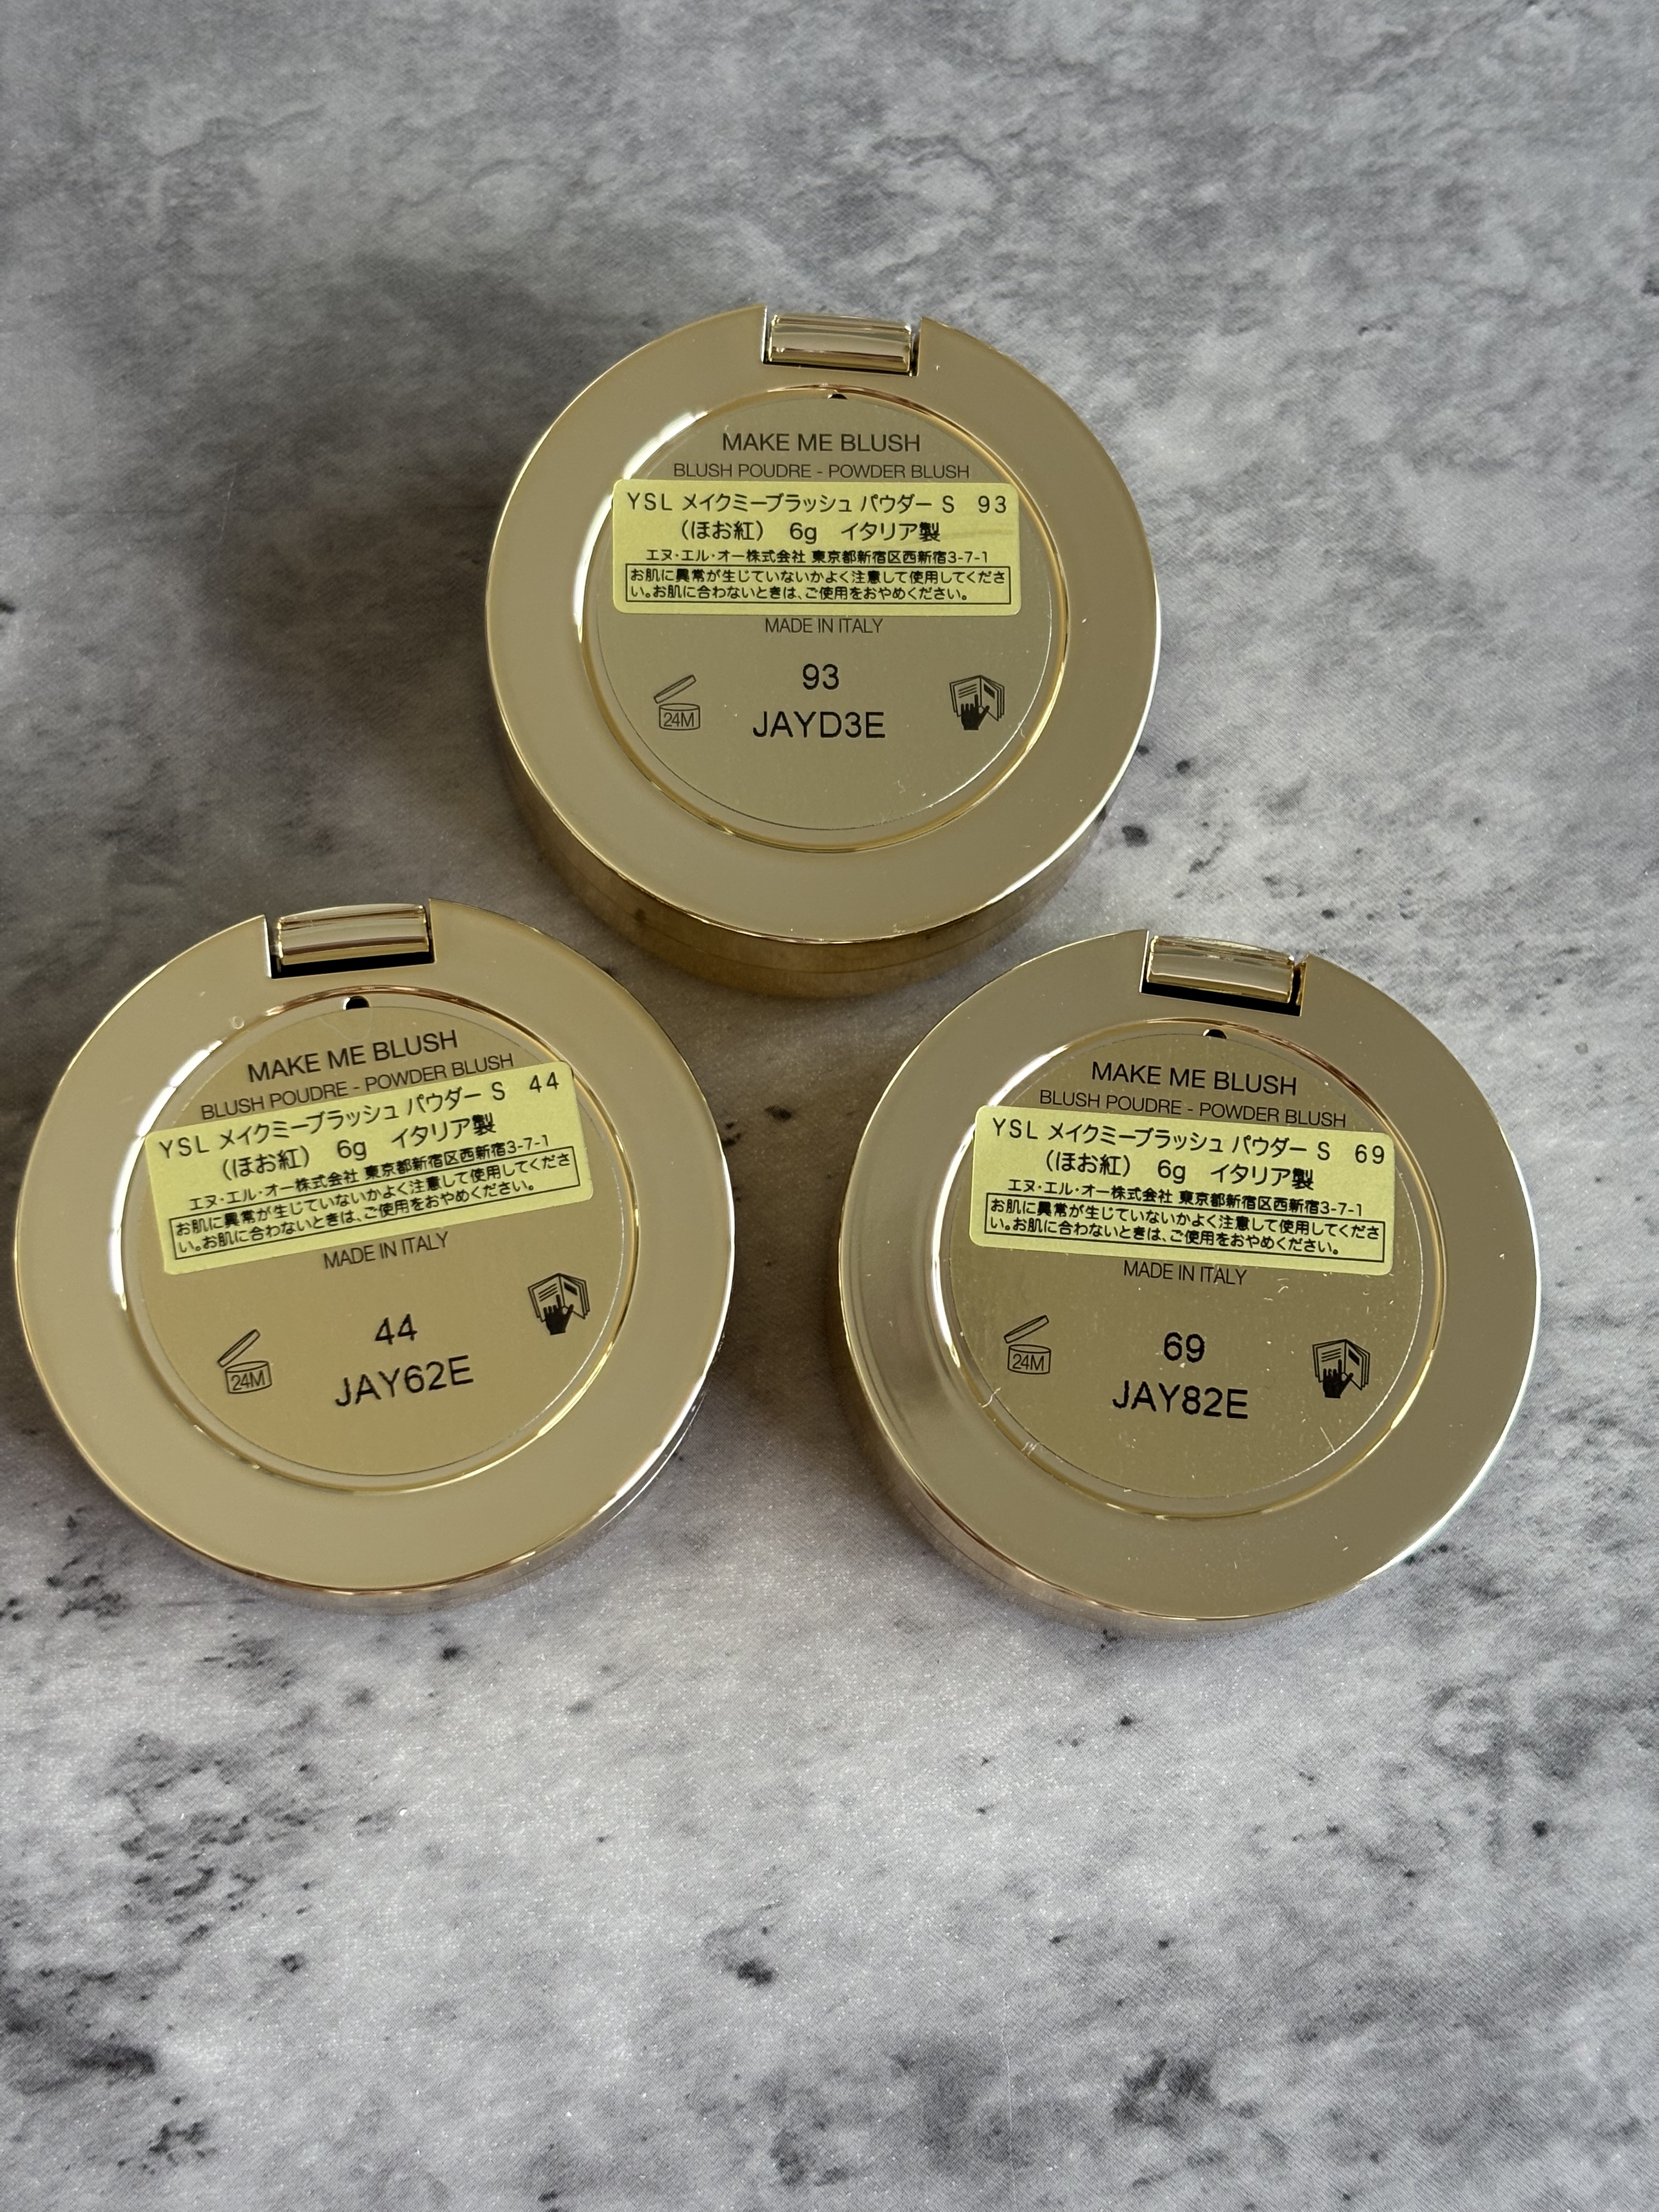 MAKE ME BLUSH
BLUSH POUDRE - POWDER BLUSH
YSL メイクミーブラッシュ パウダー S 93
（ほお紅） 6g イタリア製
エヌ・エル・オー株式会社 東京都新宿区西新宿3-7-1
お肌に異常が生じていないかよく注意して使用してくださ
い。お肌に合わないときは、ご使用をおやめください。
MADE IN ITALY
93
24M
JAYD3E
MAKE ME BLUSH
BLUSH POUDRE - POWDER BLUSH
YSL メイクミーブラッシュ パウダー S 44
（ほお紅） 6g イタリア製
エヌ・エル・オー株式会社 東京都新宿区西新宿3-7-1
お肌に異常が生じていないかよく注意して使用してくださ
い。お肌に合わないときは、ご使用をおやめください。
MADE IN ITALY
44
24M
JAY62E
MAKE ME BLUSH
BLUSH POUDRE - POWDER BLUSH
YSL メイクミーブラッシュ パウダー S 69
（ほお紅） 6g イタリア製
エヌ・エル・オー株式会社 東京都新宿区西新宿3-7-1
お肌に異常が生じていないかよく注意して使用してくださ
い。お肌に合わないときは、ご使用をおやめください。
MADE IN ITALY
69
24M
JAY82E